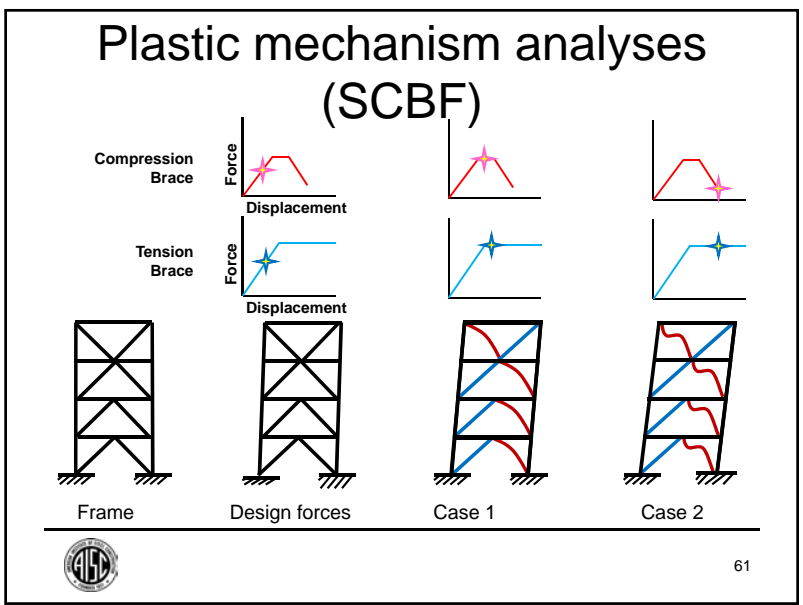 Plastic mechanism analyses
(SCBF)
Compression
Brace
Force
Displacement
Tension
Brace
Force
Displacement
Frame
Design forces
Case 1
Case 2
AISC
61